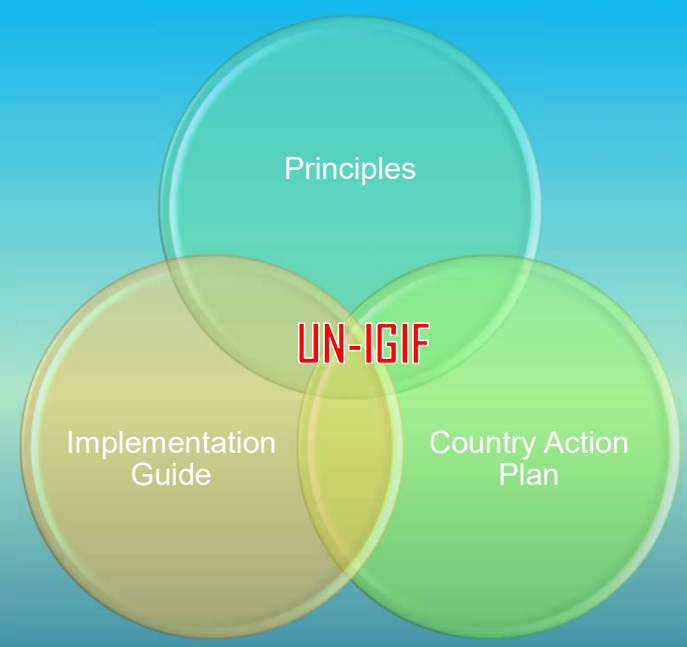 Principles
UN-IGIF
Implementation
Guide
Country Action
Plan